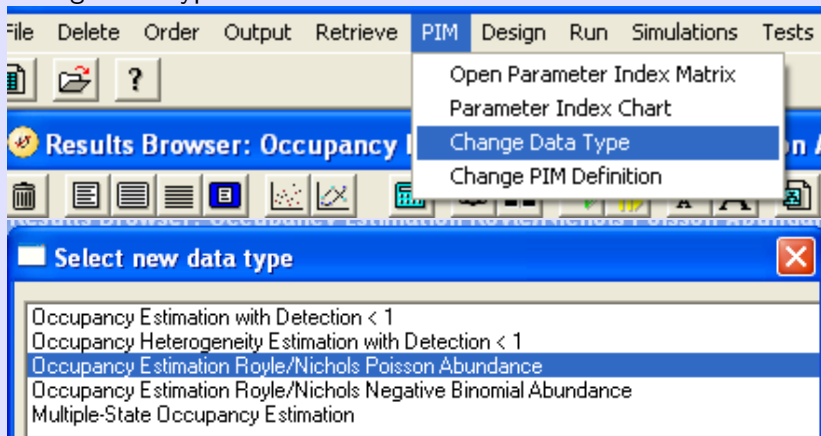 File Delete Order Output Retrieve PIM Design Run Simulations Tests
?
Open Parameter Index Matrix
Parameter Index Chart
Change Data Type
Change PIM Definition
Results Browser: Occupancy
Select new data type
Occupancy Estimation with Detection < 1
Occupancy Heterogeneity Estimation with Detection < 1
Occupancy Estimation Royle/Nichols Poisson Abundance
Occupancy Estimation Royle/Nichols Negative Binomial Abundance
Multiple-State Occupancy Estimation